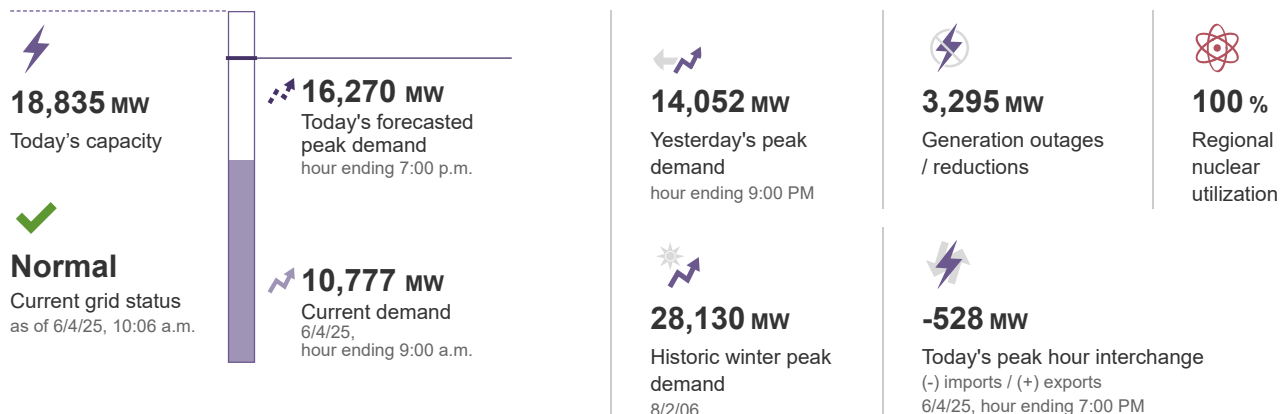 18,835 MW
Today's capacity
Normal
Current grid status
as of 6/4/25, 10:06 a.m.
16,270 MW
Today's forecasted
peak demand
hour ending 7:00 p.m.
10,777 MW
Current demand
6/4/25,
hour ending 9:00 a.m.
14,052 MW
Yesterday's peak
demand
hour ending 9:00 PM
3,295 MW
Generation outages
/ reductions
100 %
Regional
nuclear
utilization
28,130 MW
Historic winter peak
demand
8/2/06
-528 MW
Today's peak hour interchange
(-) imports / (+) exports
6/4/25, hour ending 7:00 PM